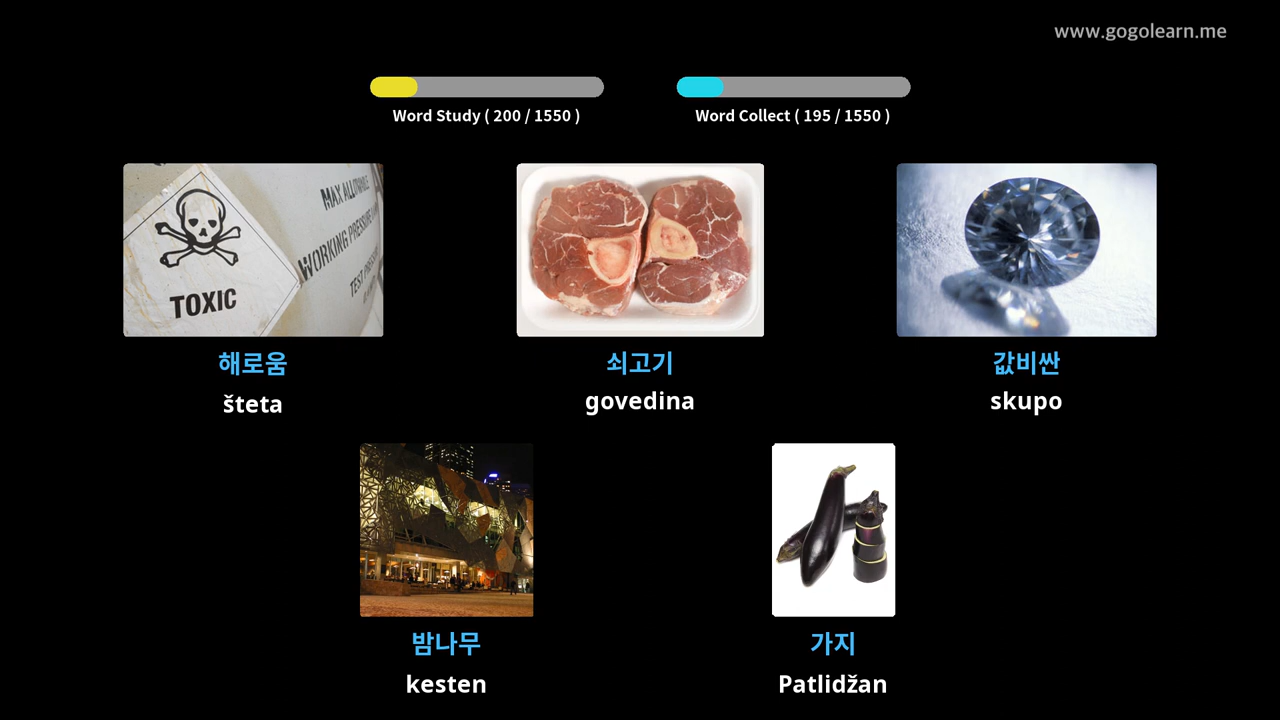 www.gogolearn.me
Word Study ( 200 / 1550 )
Word Collect ( 195 / 1550 )
TOXIC
MAX ALLOWABLE
WORKING PRESSURE
TEST
해로움
쇠고기
값비싼
šteta
govedina
skupo
밤나무
가지
kesten
Patlidžan